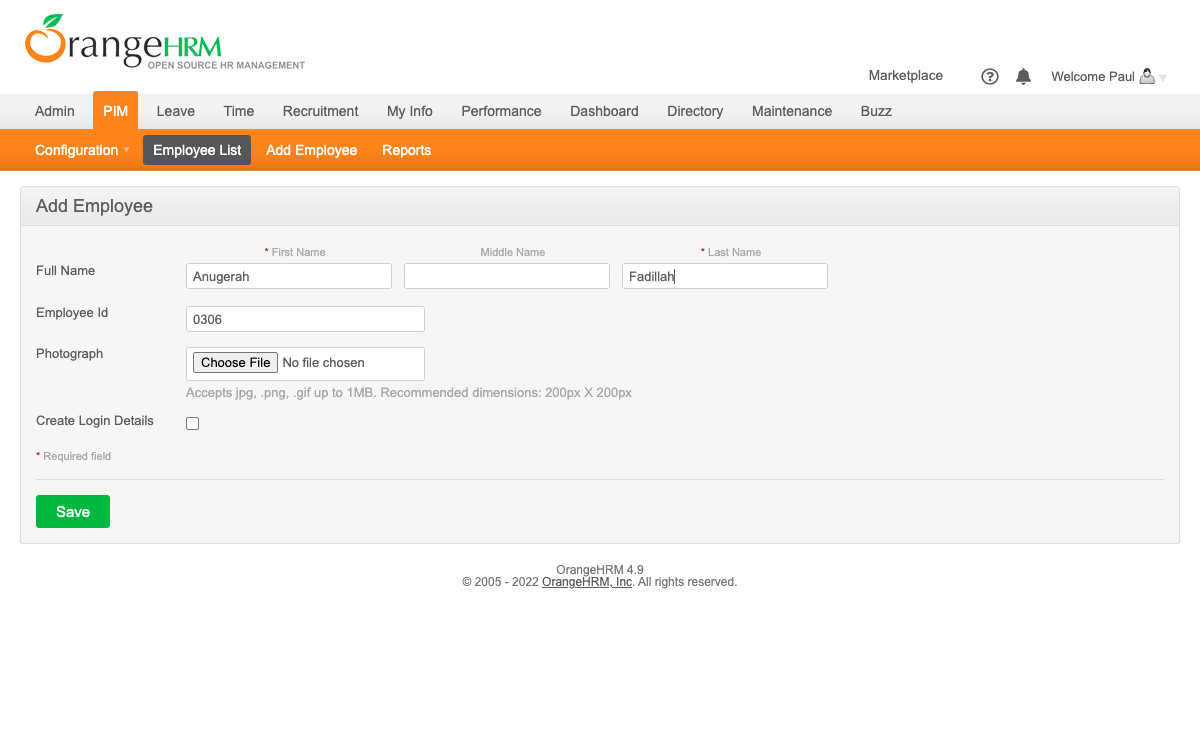 OrangeHRM
OPEN SOURCE HR MANAGEMENT
Marketplace
Welcome Paul
Admin PIM Leave Time Recruitment My Info Performance Dashboard Directory Maintenance Buzz
Configuration Employee List Add Employee Reports
Add Employee
* First Name Middle Name * Last Name
Full Name Anugerah Fadillah
Employee Id 0306
Photograph Choose File No file chosen
Accepts jpg, .png, .gif up to 1MB. Recommended dimensions: 200px X 200px
Create Login Details
* Required field
Save
OrangeHRM 4.9
© 2005 - 2022 OrangeHRM, Inc. All rights reserved.